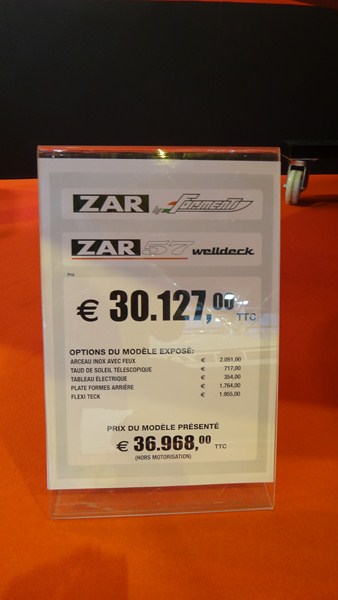 ZAR by Formenti
ZAR 57 welldeck
Prix
€ 30.127,00 TTC
OPTIONS DU MODÈLE EXPOSÉ:
ARCEAU INOX AVEC FEUX € 2.051,00
TAUD DE SOLEIL TÉLESCOPIQUE € 717,00
TABLEAU ÉLECTRIQUE € 354,00
PLATE FORMES ARRIÈRE € 1.764,00
FLEXI TECK € 1.955,00
PRIX DU MODÈLE PRÉSENTÉ
€ 36.968,00 TTC
(HORS MOTORISATION)